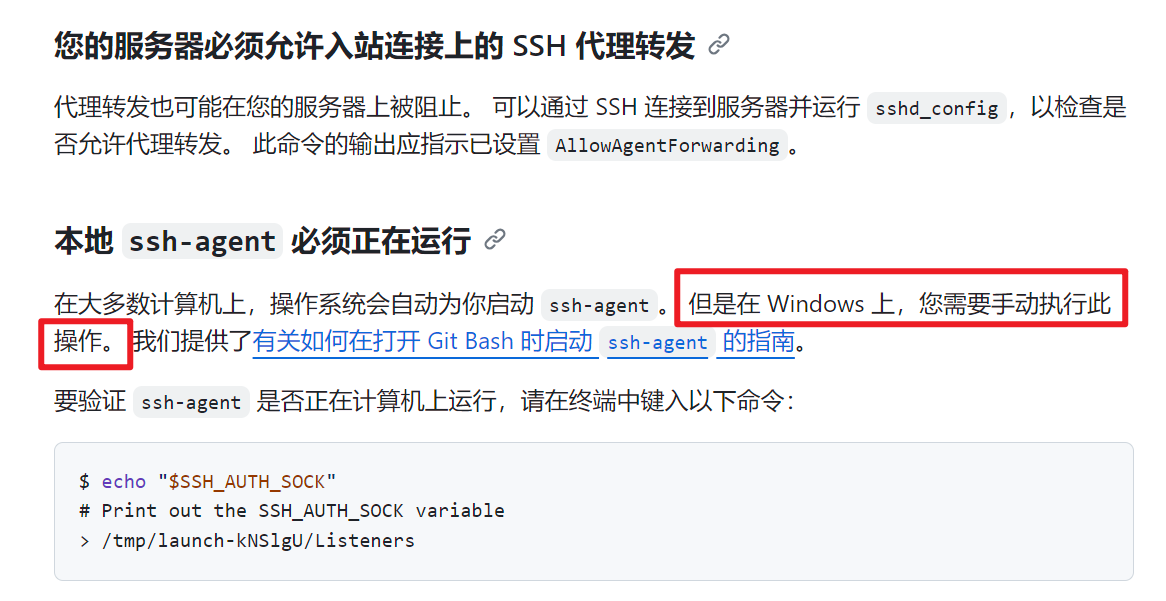 您的服务器必须允许入站连接上的 SSH 代理转发
代理转发也可能在您的服务器上被阻止。 可以通过 SSH 连接到服务器并运行 sshd_config，以检查是
否允许代理转发。 此命令的输出应指示已设置 AllowAgentForwarding。
本地 ssh-agent 必须正在运行
在大多数计算机上，操作系统会自动为你启动 ssh-agent。 但是在 Windows 上，您需要手动执行此
操作。 我们提供了有关如何在打开 Git Bash 时启动 ssh-agent 的指南。
要验证 ssh-agent 是否正在计算机上运行，请在终端中键入以下命令：
$ echo "$SSH_AUTH_SOCK"
# Print out the SSH_AUTH_SOCK variable
> /tmp/launch-kNSlgU/Listeners